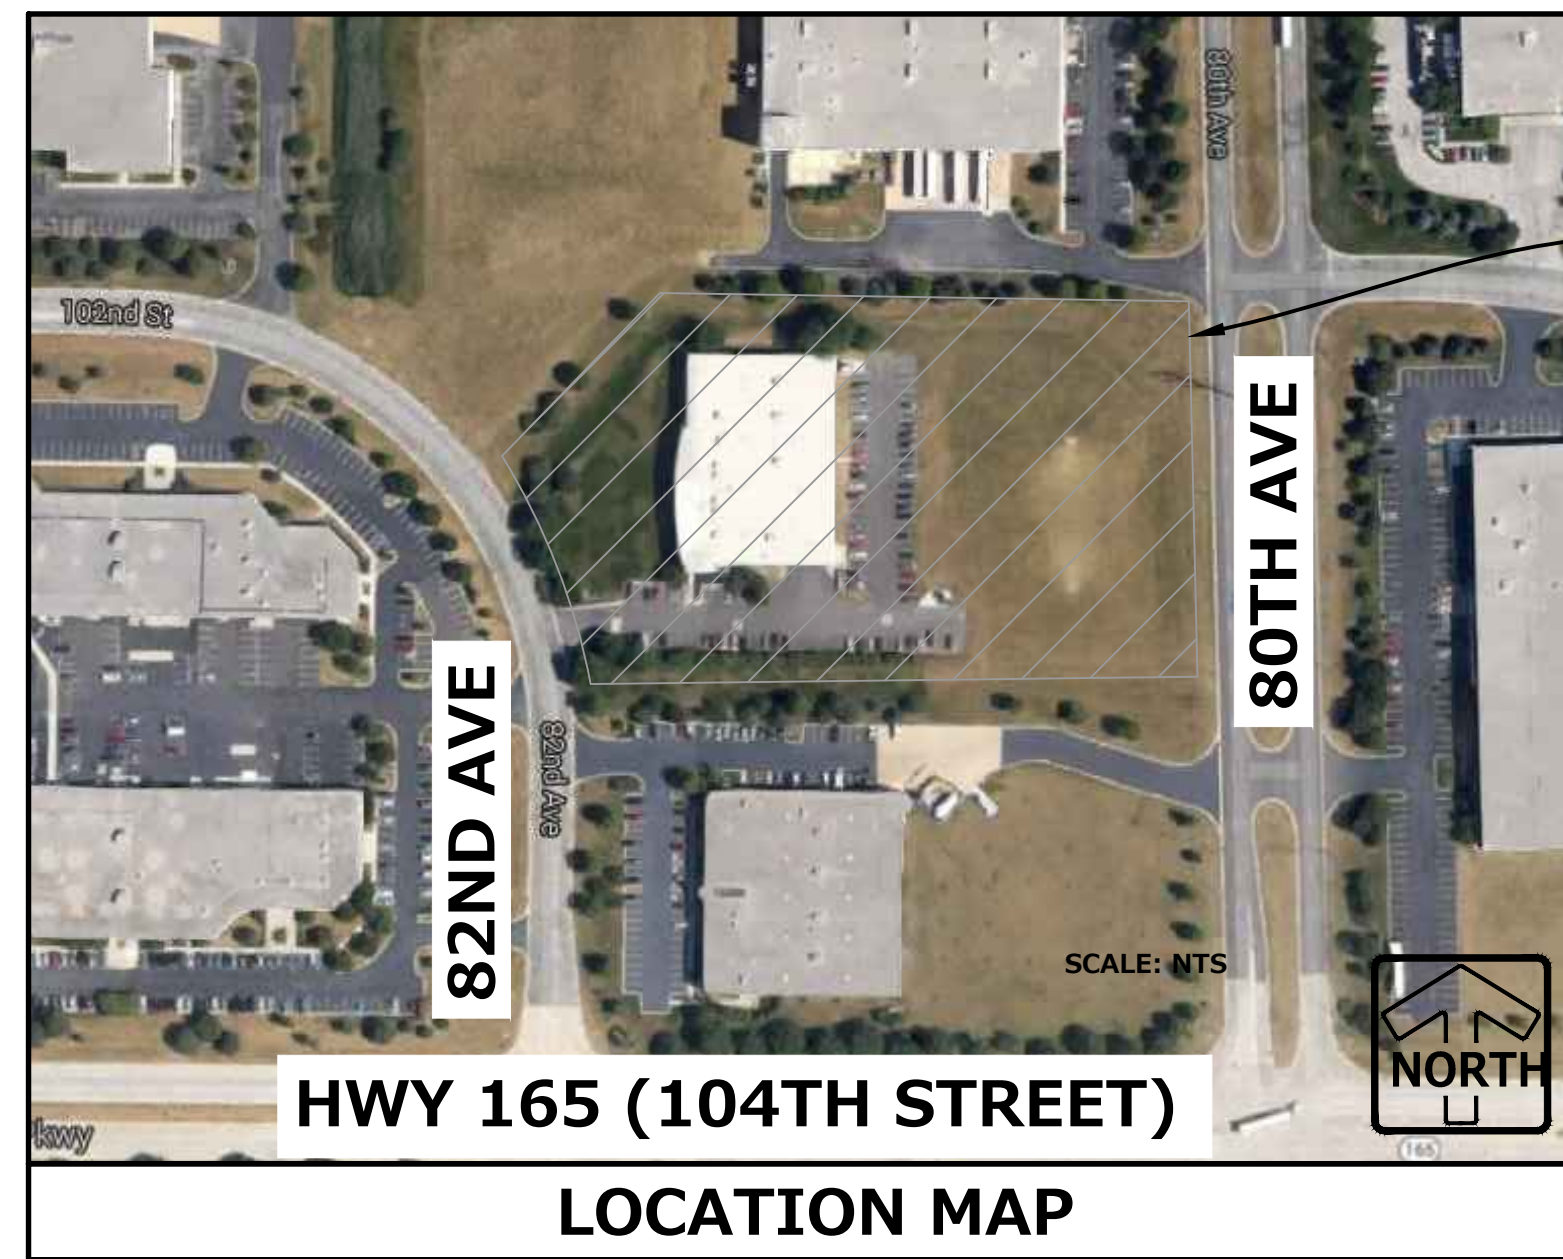 80th Ave
102nd St
80TH AVE
82ND AVE
82nd Ave
SCALE: NTS
NORTH
HWY 165 (104TH STREET)
kwy
165
LOCATION MAP